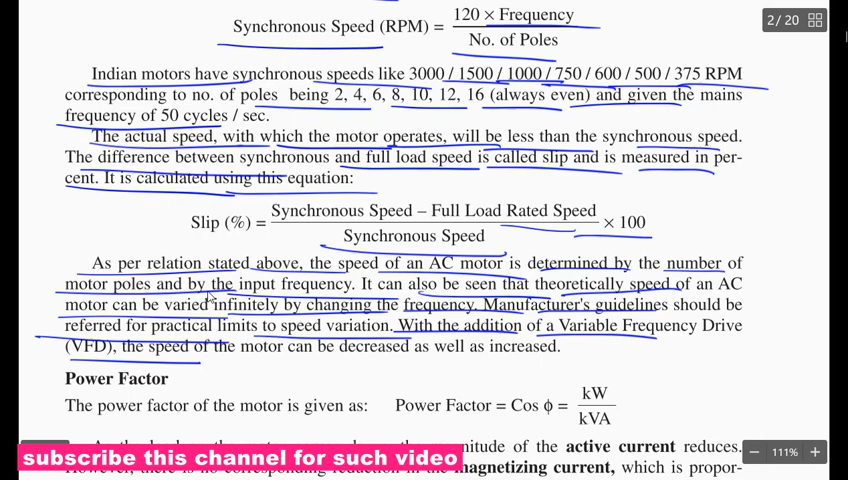 Synchronous Speed (RPM) = 120 × Frequency / No. of Poles
2 / 20
Indian motors have synchronous speeds like 3000 / 1500 / 1000 / 750 / 600 / 500 / 375 RPM
corresponding to no. of poles being 2, 4, 6, 8, 10, 12, 16 (always even) and given the mains
frequency of 50 cycles / sec.
The actual speed, with which the motor operates, will be less than the synchronous speed.
The difference between synchronous and full load speed is called slip and is measured in per-
cent. It is calculated using this equation:
Slip (%) = Synchronous Speed – Full Load Rated Speed / Synchronous Speed × 100
As per relation stated above, the speed of an AC motor is determined by the number of
motor poles and by the input frequency. It can also be seen that theoretically speed of an AC
motor can be varied infinitely by changing the frequency. Manufacturer's guidelines should be
referred for practical limits to speed variation. With the addition of a Variable Frequency Drive
(VFD), the speed of the motor can be decreased as well as increased.
Power Factor
The power factor of the motor is given as: Power Factor = Cos ϕ = kW / kVA
nitude of the active current reduces.
magnetizing current, which is propor-
111%
subscribe this channel for such video